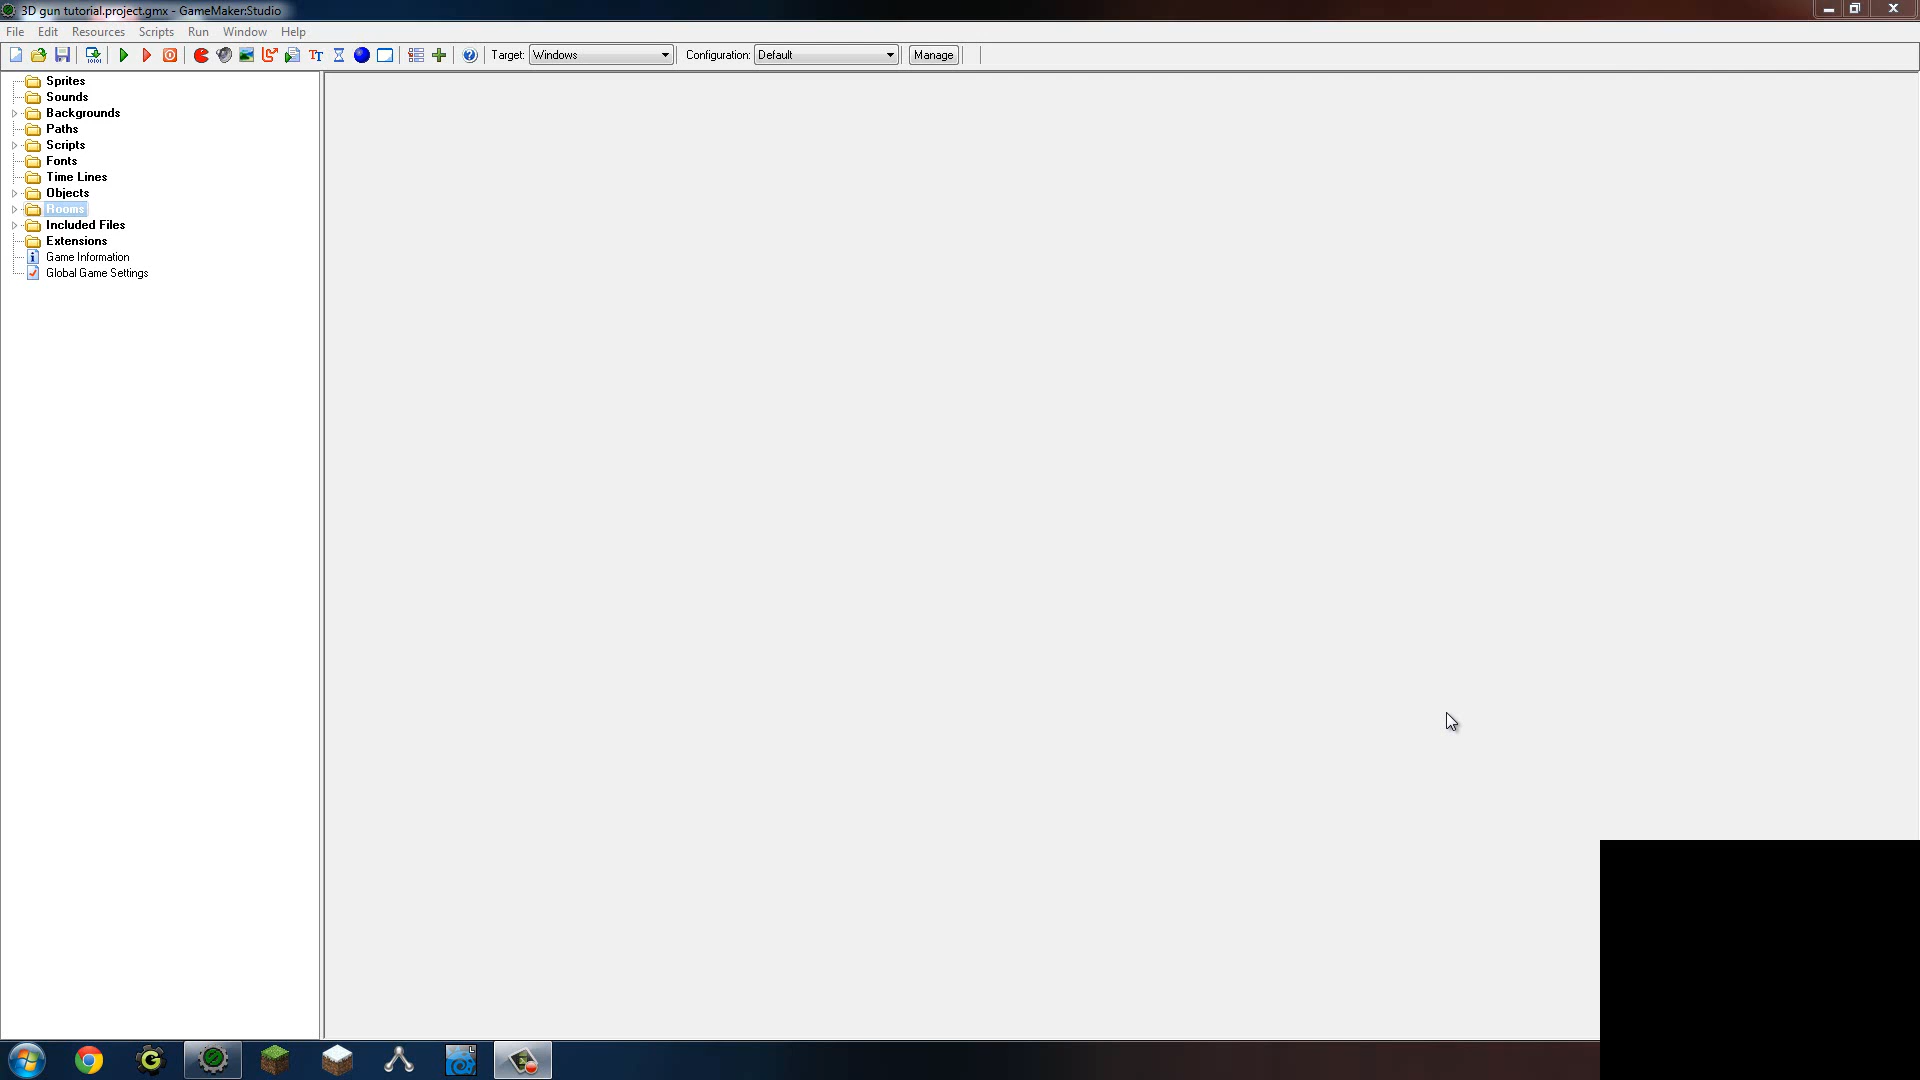 3D gun tutorial.project.gmx - GameMaker:Studio
File Edit Resources Scripts Run Window Help
Target: Windows Configuration: Default Manage
Sprites
Sounds
Backgrounds
Paths
Scripts
Fonts
Time Lines
Objects
Rooms
Included Files
Extensions
Game Information
Global Game Settings